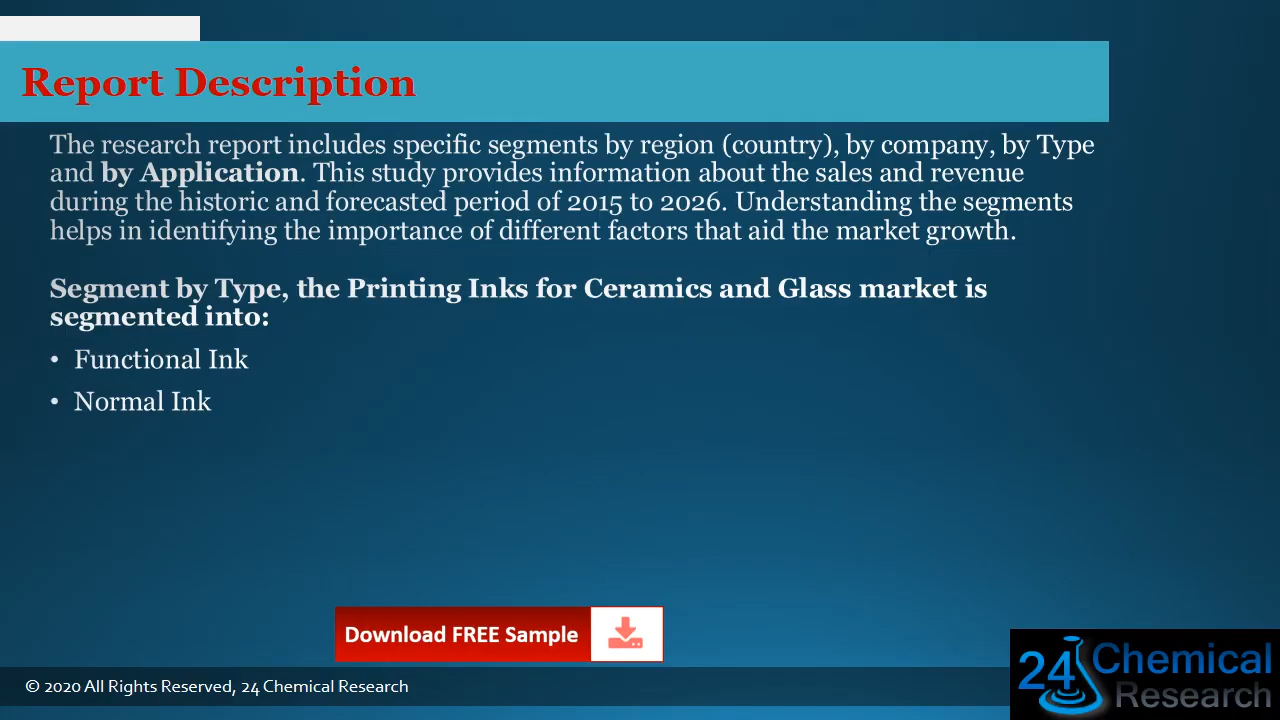 Report Description
The research report includes specific segments by region (country), by company, by Type
and by Application. This study provides information about the sales and revenue
during the historic and forecasted period of 2015 to 2026. Understanding the segments
helps in identifying the importance of different factors that aid the market growth.
Segment by Type, the Printing Inks for Ceramics and Glass market is
segmented into:
• Functional Ink
• Normal Ink
Download FREE Sample
© 2020 All Rights Reserved, 24 Chemical Research
24 Chemical
Research